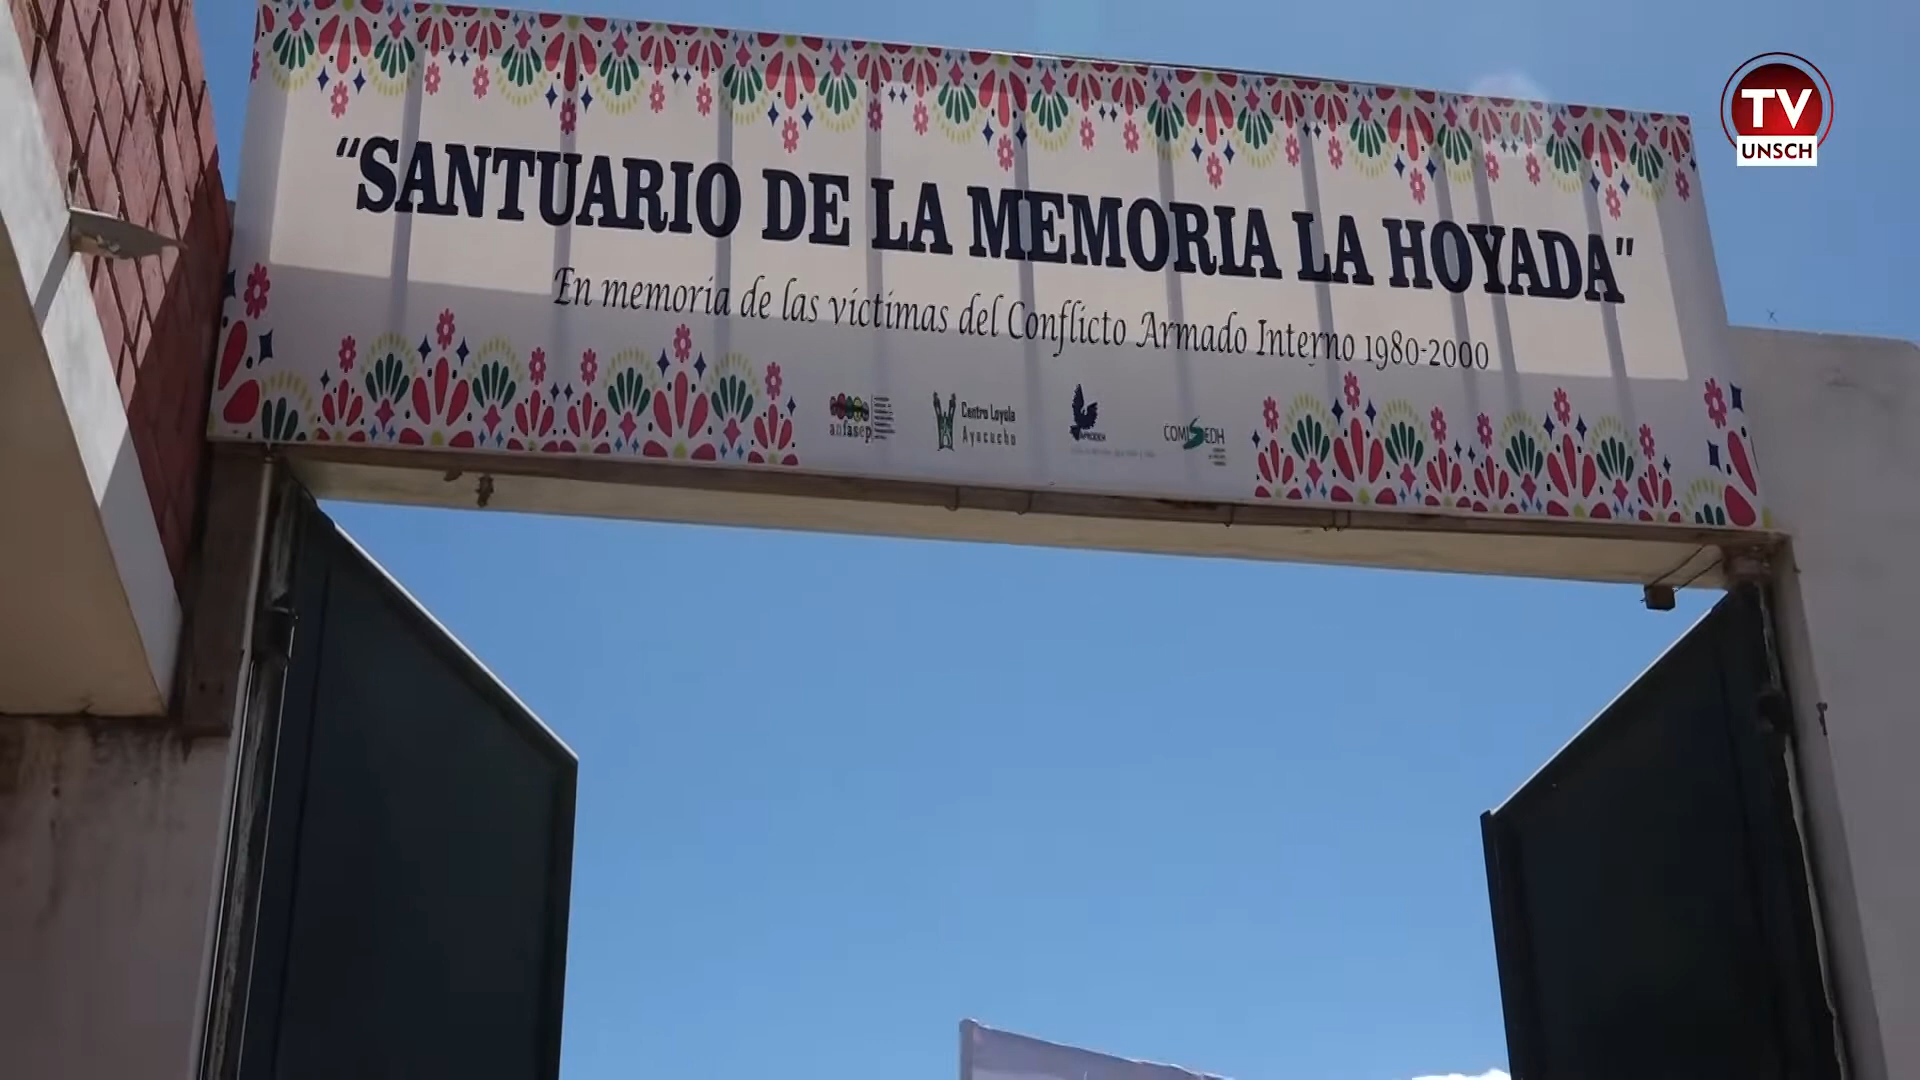 TV
UNSCH
“SANTUARIO DE LA MEMORIA LA HOYADA”
En memoria de las víctimas del Conflicto Armado Interno 1980-2000
anfasep
Centro Loyola
Ayacucho
APRODEH
COMISEDH